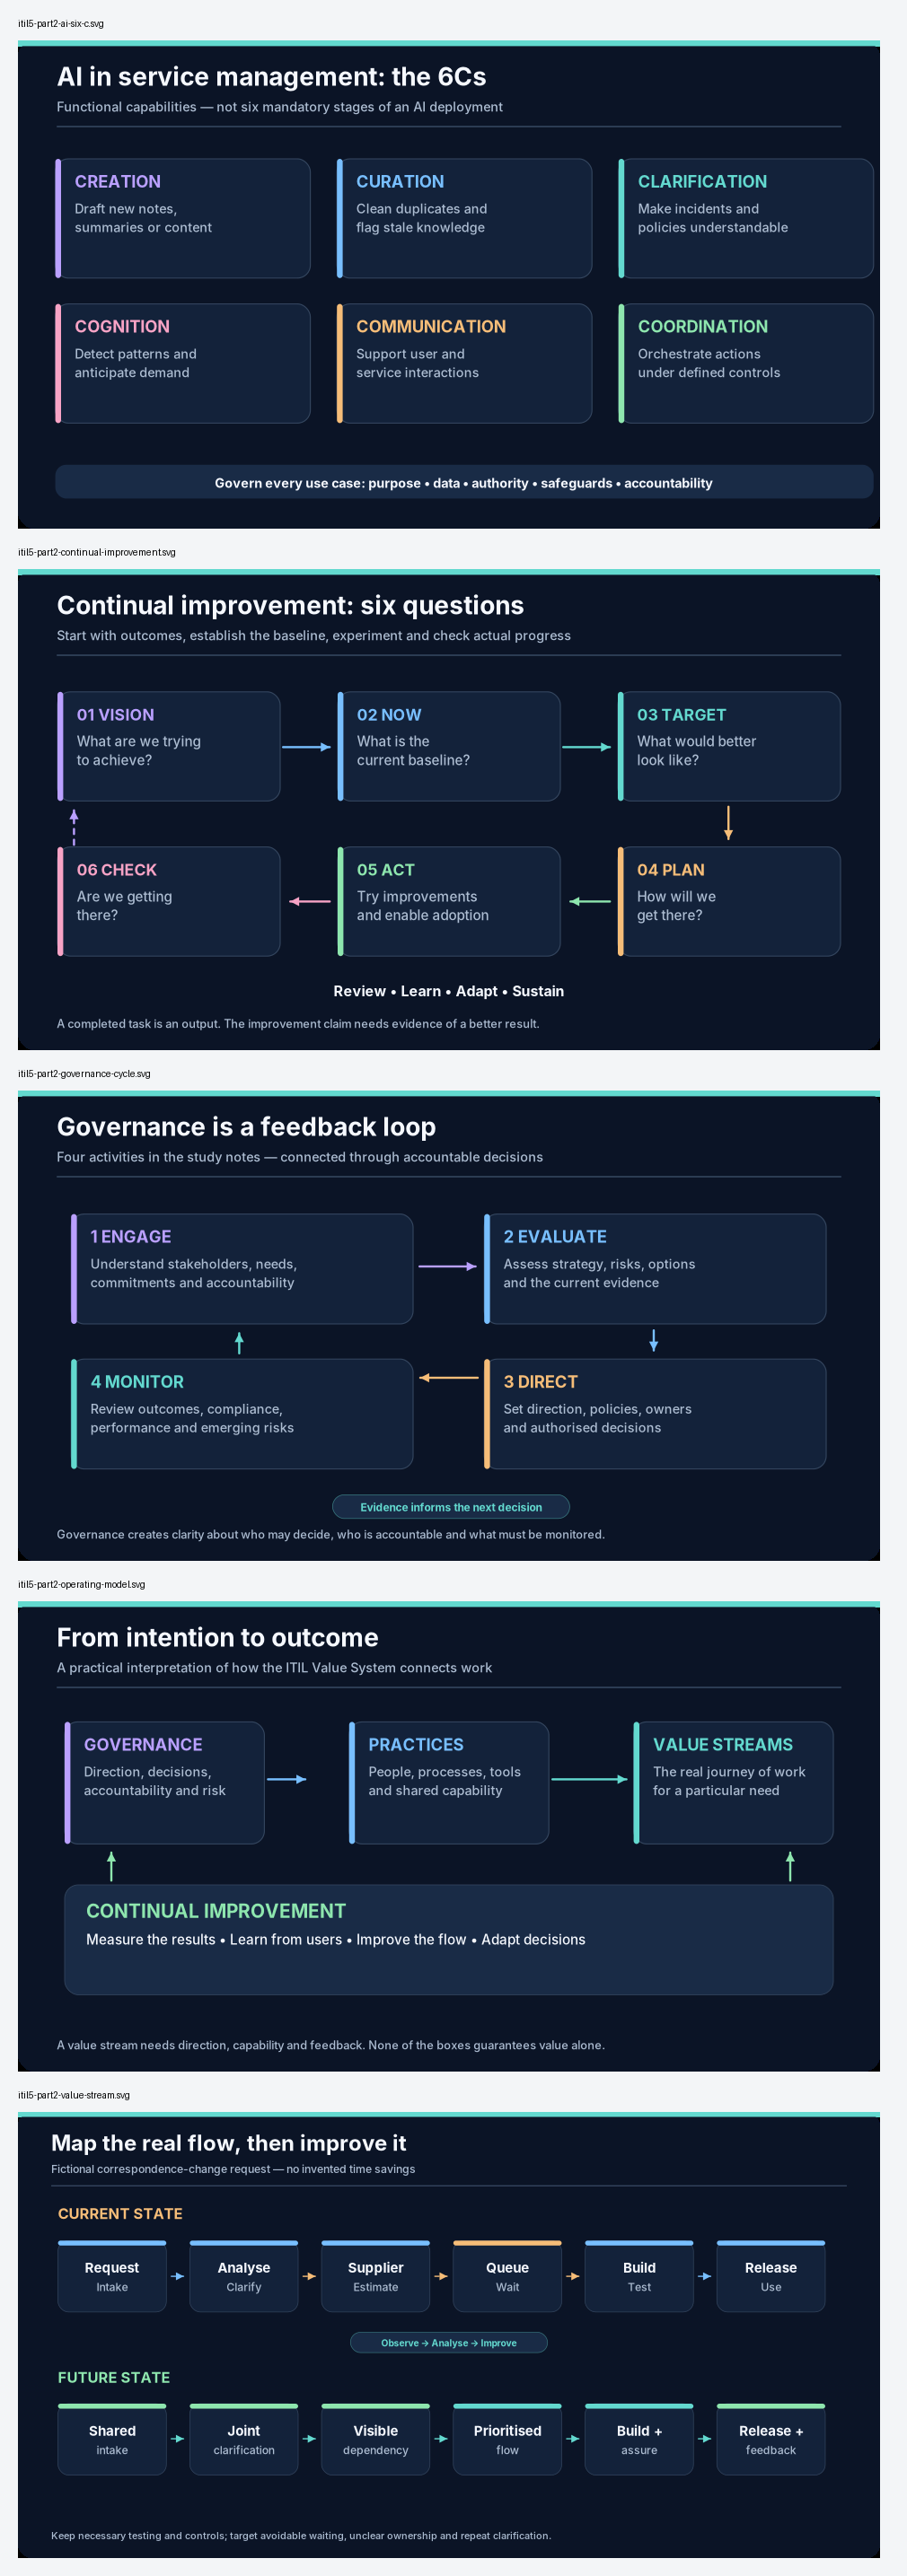 itil5-part2-ai-six-c.svg
AI in service management: the 6Cs
Functional capabilities — not six mandatory stages of an AI deployment
CREATION
Draft new notes,
summaries or content
CURATION
Clean duplicates and
flag stale knowledge
CLARIFICATION
Make incidents and
policies understandable
COGNITION
Detect patterns and
anticipate demand
COMMUNICATION
Support user and
service interactions
COORDINATION
Orchestrate actions
under defined controls
Govern every use case: purpose • data • authority • safeguards • accountability
itil5-part2-continual-improvement.svg
Continual improvement: six questions
Start with outcomes, establish the baseline, experiment and check actual progress
01 VISION
What are we trying
to achieve?
02 NOW
What is the
current baseline?
03 TARGET
What would better
look like?
06 CHECK
Are we getting
there?
05 ACT
Try improvements
and enable adoption
04 PLAN
How will we
get there?
Review • Learn • Adapt • Sustain
A completed task is an output. The improvement claim needs evidence of a better result.
itil5-part2-governance-cycle.svg
Governance is a feedback loop
Four activities in the study notes — connected through accountable decisions
1 ENGAGE
Understand stakeholders, needs,
commitments and accountability
2 EVALUATE
Assess strategy, risks, options
and the current evidence
4 MONITOR
Review outcomes, compliance,
performance and emerging risks
3 DIRECT
Set direction, policies, owners
and authorised decisions
Evidence informs the next decision
Governance creates clarity about who may decide, who is accountable and what must be monitored.
itil5-part2-operating-model.svg
From intention to outcome
A practical interpretation of how the ITIL Value System connects work
GOVERNANCE
Direction, decisions,
accountability and risk
PRACTICES
People, processes, tools
and shared capability
VALUE STREAMS
The real journey of work
for a particular need
CONTINUAL IMPROVEMENT
Measure the results • Learn from users • Improve the flow • Adapt decisions
A value stream needs direction, capability and feedback. None of the boxes guarantees value alone.
itil5-part2-value-stream.svg
Map the real flow, then improve it
Fictional correspondence-change request — no invented time savings
CURRENT STATE
Request
Intake
Analyse
Clarify
Supplier
Estimate
Queue
Wait
Build
Test
Release
Use
Observe → Analyse → Improve
FUTURE STATE
Shared
intake
Joint
clarification
Visible
dependency
Prioritised
flow
Build +
assure
Release +
feedback
Keep necessary testing and controls; target avoidable waiting, unclear ownership and repeat clarification.